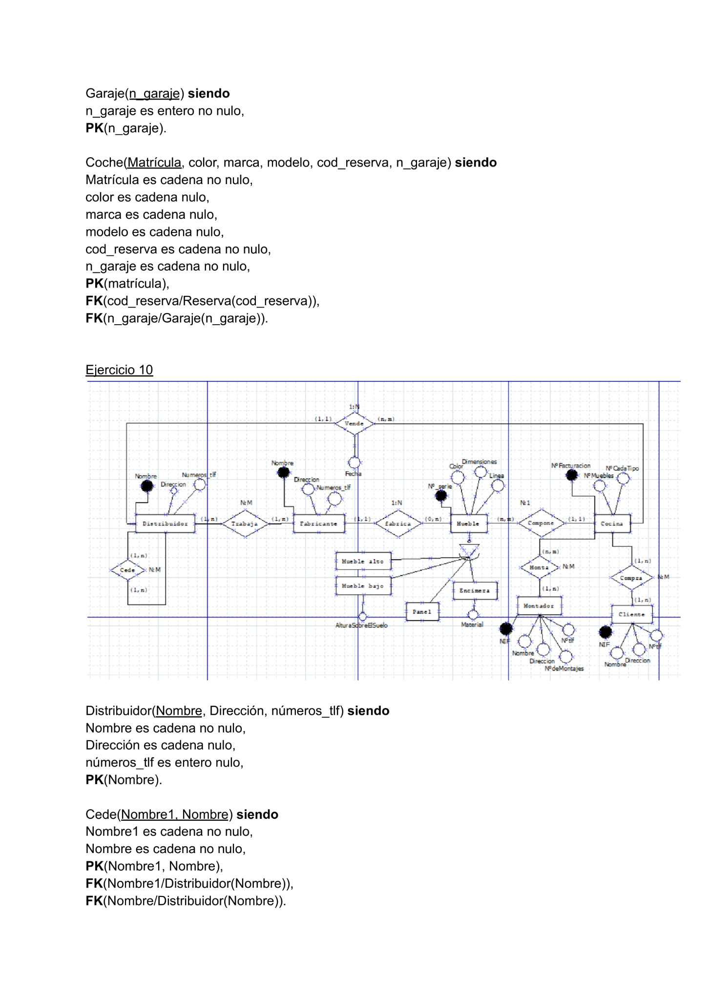 Garaje(n_garaje) siendo
n_garaje es entero no nulo,
PK(n_garaje).
Coche(Matrícula, color, marca, modelo, cod_reserva, n_garaje) siendo
Matrícula es cadena no nulo,
color es cadena nulo,
marca es cadena nulo,
modelo es cadena nulo,
cod_reserva es cadena no nulo,
n_garaje es cadena no nulo,
PK(matrícula),
FK(cod_reserva/Reserva(cod_reserva)),
FK(n_garaje/Garaje(n_garaje)).
Ejercicio 10
1:N
(1,1) Vende (n,m)
Fecha
Nombre
Direccion
Numeros_tlf
Nombre
Direccion
Numeros_tlf
Nº_serie
Color
Dimensiones
Linea
NºFacturacion
NºMuebles
NºCadaTipo
N:M
1:N
N:1
Distribuidor (1,n) Trabaja (1,n) Fabricante (1,1) fabrica (0,n) Mueble (n,m) Compone (1,1) Cocina
(1,n)
Cede N:M
(1,n)
Mueble alto
Mueble bajo
AlturaSobreElSuelo
Panel
Encimera
Material
(n,m)
Monta N:M
(1,n)
Montador
NIF
Nombre
Direccion
NºdeMontajes
Nºtlf
(1,n)
Compra N:M
(1,n)
Cliente
NIF
Nombre
Direccion
Nºtlf
Distribuidor(Nombre, Dirección, números_tlf) siendo
Nombre es cadena no nulo,
Dirección es cadena nulo,
números_tlf es entero nulo,
PK(Nombre).
Cede(Nombre1, Nombre) siendo
Nombre1 es cadena no nulo,
Nombre es cadena no nulo,
PK(Nombre1, Nombre),
FK(Nombre1/Distribuidor(Nombre)),
FK(Nombre/Distribuidor(Nombre)).